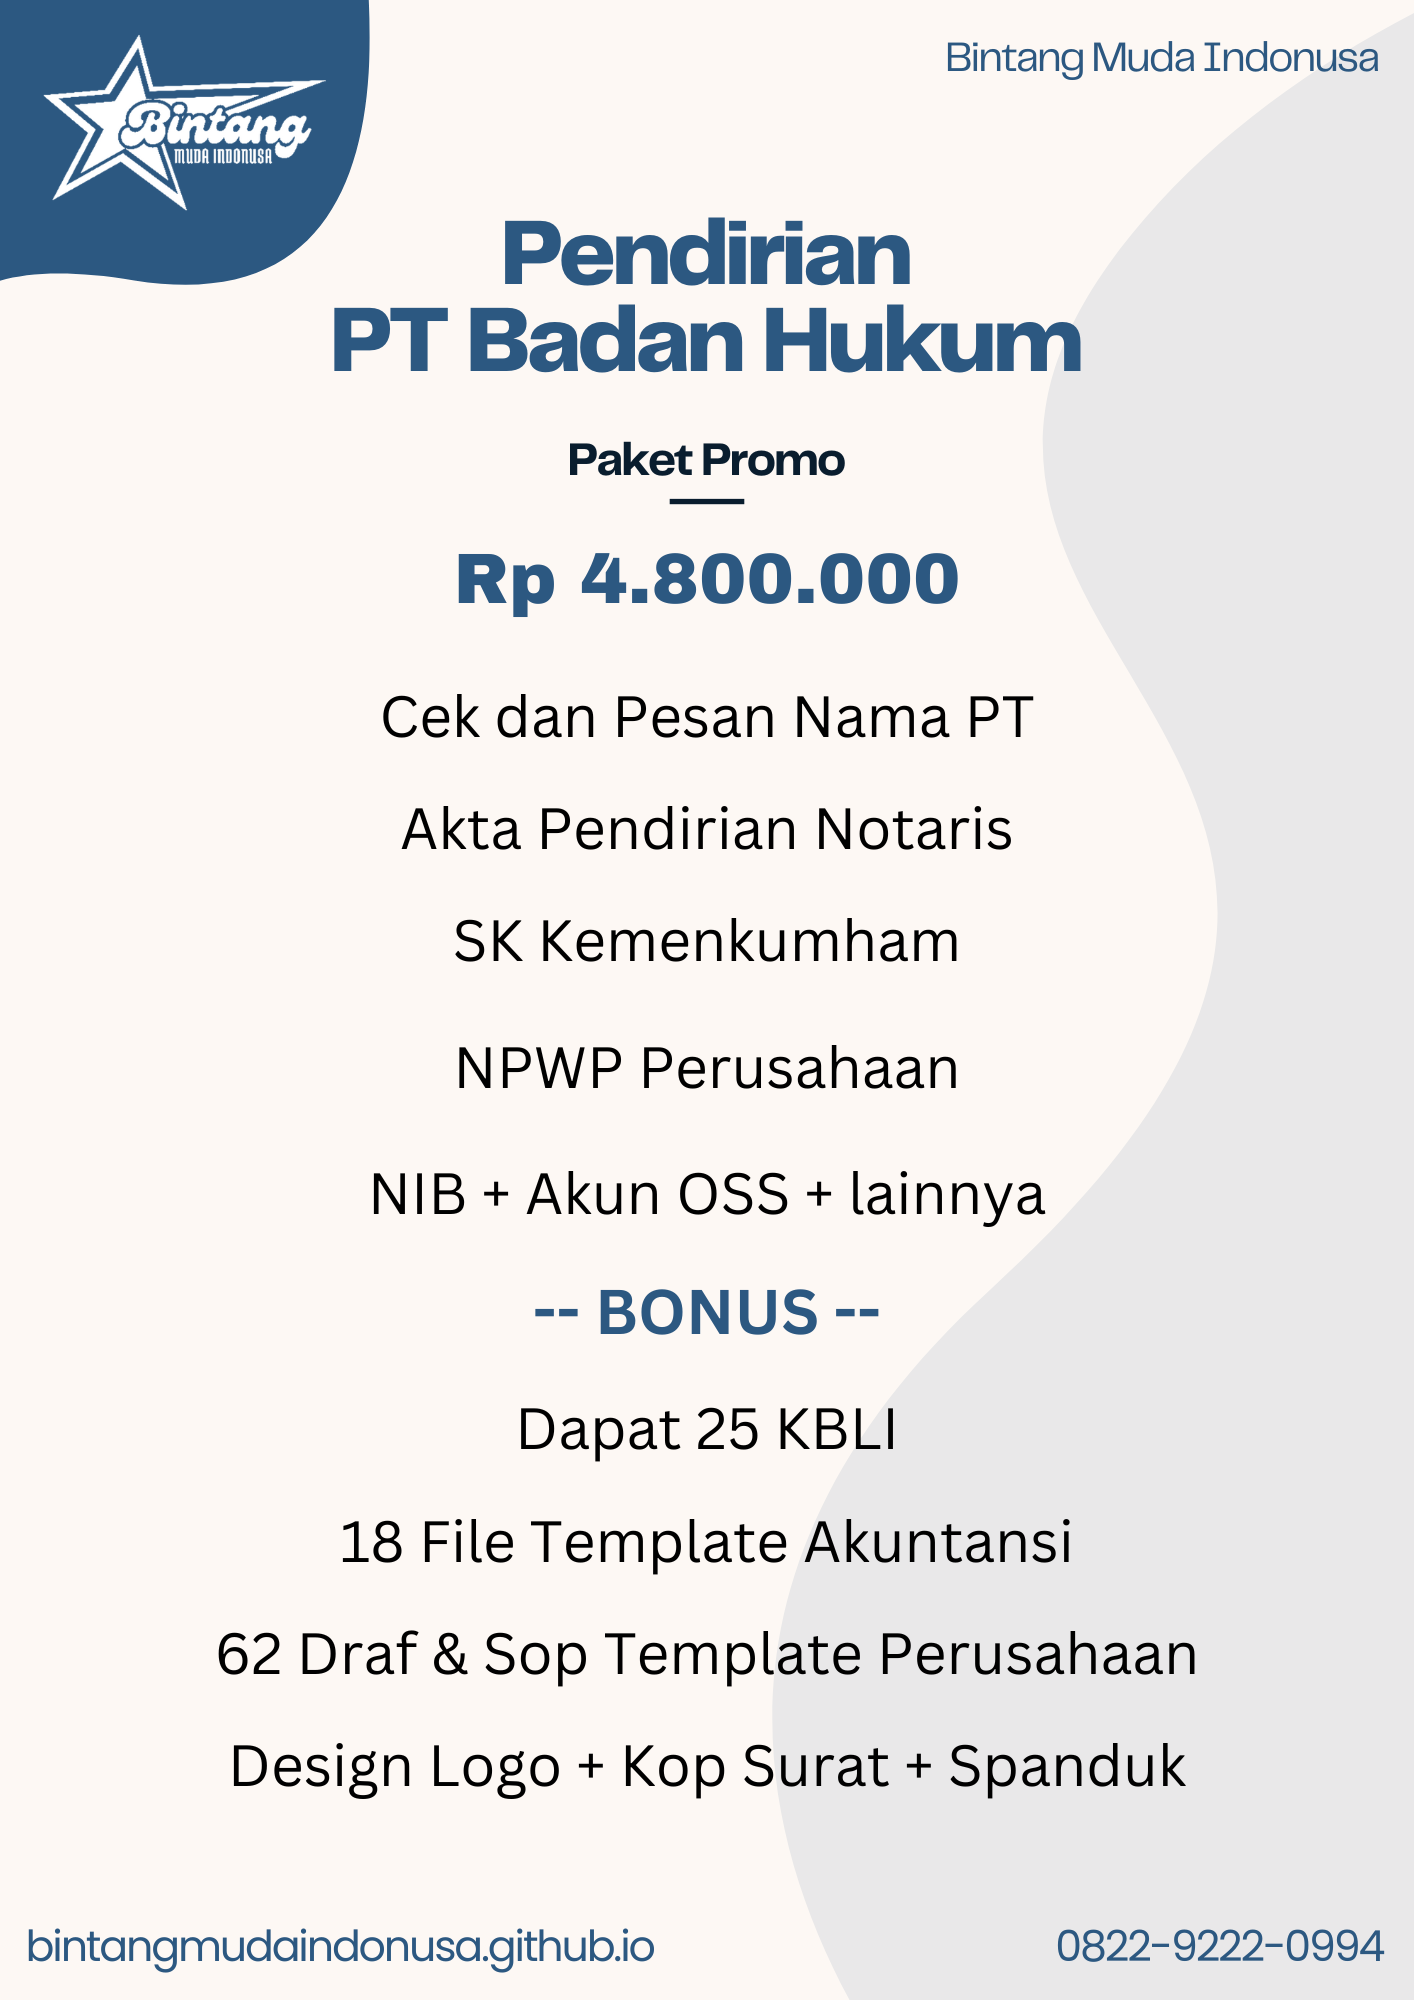 Bintang
MUDA INDONUSA
Bintang Muda Indonusa
Pendirian
PT Badan Hukum
Paket Promo
Rp 4.800.000
Cek dan Pesan Nama PT
Akta Pendirian Notaris
SK Kemenkumham
NPWP Perusahaan
NIB + Akun OSS + lainnya
-- BONUS --
Dapat 25 KBLI
18 File Template Akuntansi
62 Draf & Sop Template Perusahaan
Design Logo + Kop Surat + Spanduk
bintangmudaindonusa.github.io
0822-9222-0994